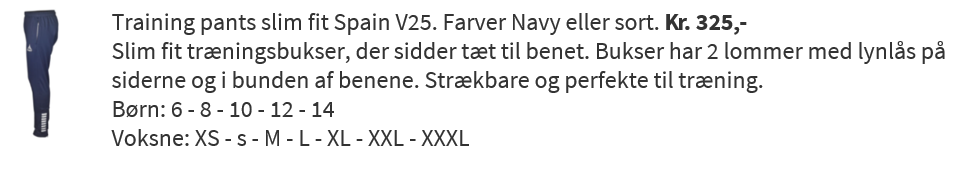 Training pants slim fit Spain V25. Farver Navy eller sort. Kr. 325,-
Slim fit træningsbukser, der sidder tæt til benet. Bukser har 2 lommer med lynlås på
siderne og i bunden af benene. Strækbare og perfekte til træning.
Børn: 6 - 8 - 10 - 12 - 14
Voksne: XS - s - M - L - XL - XXL - XXXL